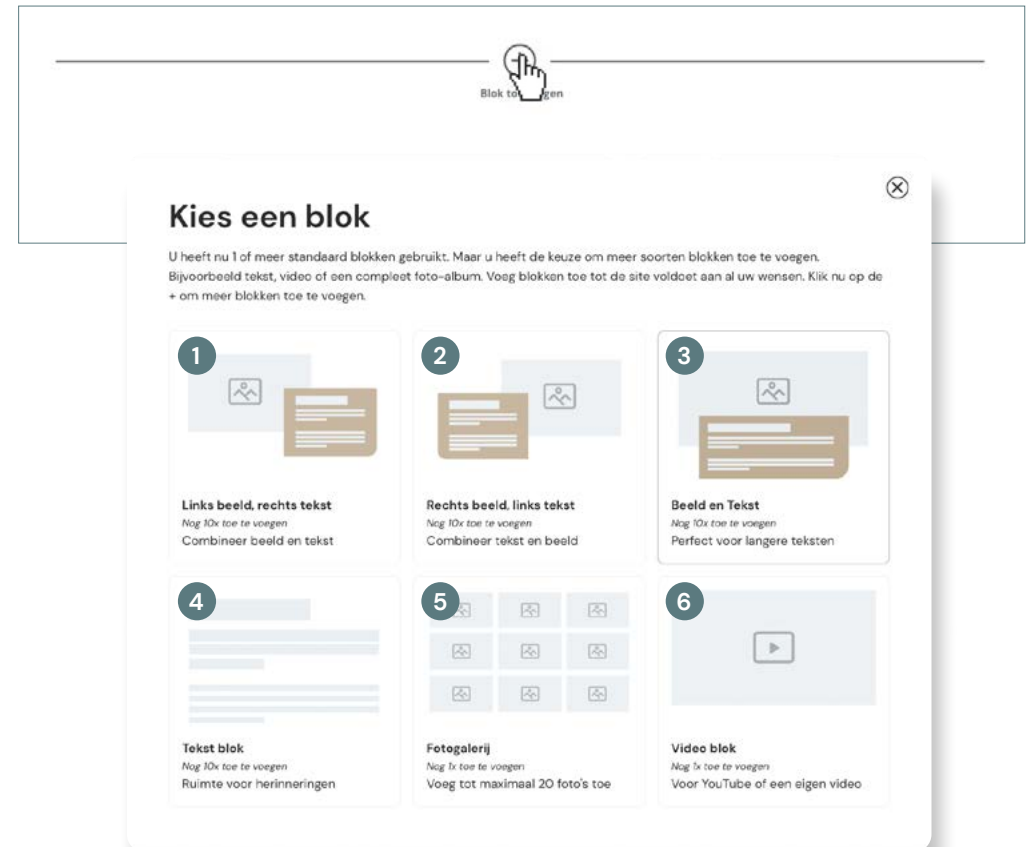 Blok to gen
Kies een blok
U heeft nu 1 of meer standaard blokken gebruikt. Maar u heeft de keuze om meer soorten blokken toe te voegen.
Bijvoorbeeld tekst, video of een compleet foto-album. Voeg blokken toe tot de site voldoet aan al uw wensen. Klik nu op de
+ om meer blokken toe te voegen.
1
2
3
Links beeld, rechts tekst
Nog 10x toe te voegen
Combineer beeld en tekst
Rechts beeld, links tekst
Nog 10x toe te voegen
Combineer tekst en beeld
Beeld en Tekst
Nog 10x toe te voegen
Perfect voor langere teksten
4
5
6
Tekst blok
Nog 10x toe te voegen
Ruimte voor herinneringen
Fotogalerij
Nog 1x toe te voegen
Voeg tot maximaal 20 foto's toe
Video blok
Nog 1x toe te voegen
Voor YouTube of een eigen video